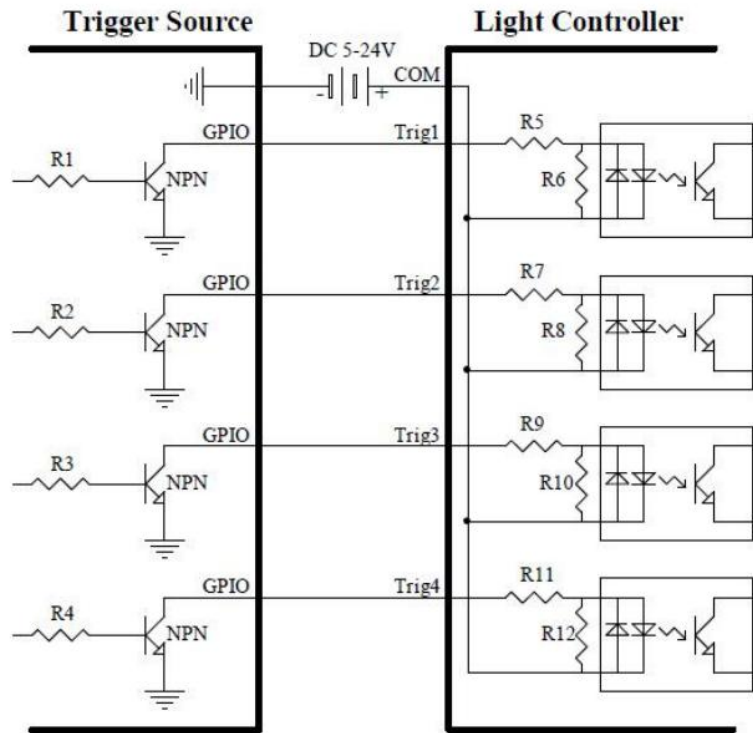 Trigger Source
Light Controller
DC 5-24V
COM
- +
GPIO
Trig1
R5
R1
NPN
R6
GPIO
Trig2
R7
R2
NPN
R8
GPIO
Trig3
R9
R3
NPN
R10
GPIO
Trig4
R11
R4
NPN
R12